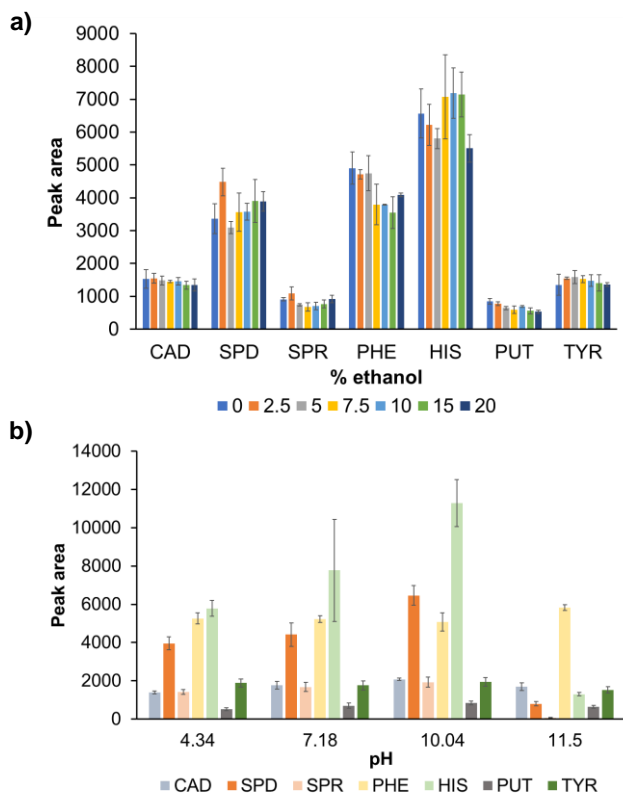 a)
9000
8000
7000
6000
5000
4000
3000
2000
1000
0
Peak area
CAD SPD SPR PHE HIS PUT TYR
% ethanol
0 2.5 5 7.5 10 15 20
b)
14000
12000
10000
8000
6000
4000
2000
0
Peak area
4.34 7.18 10.04 11.5
pH
CAD SPD SPR PHE HIS PUT TYR